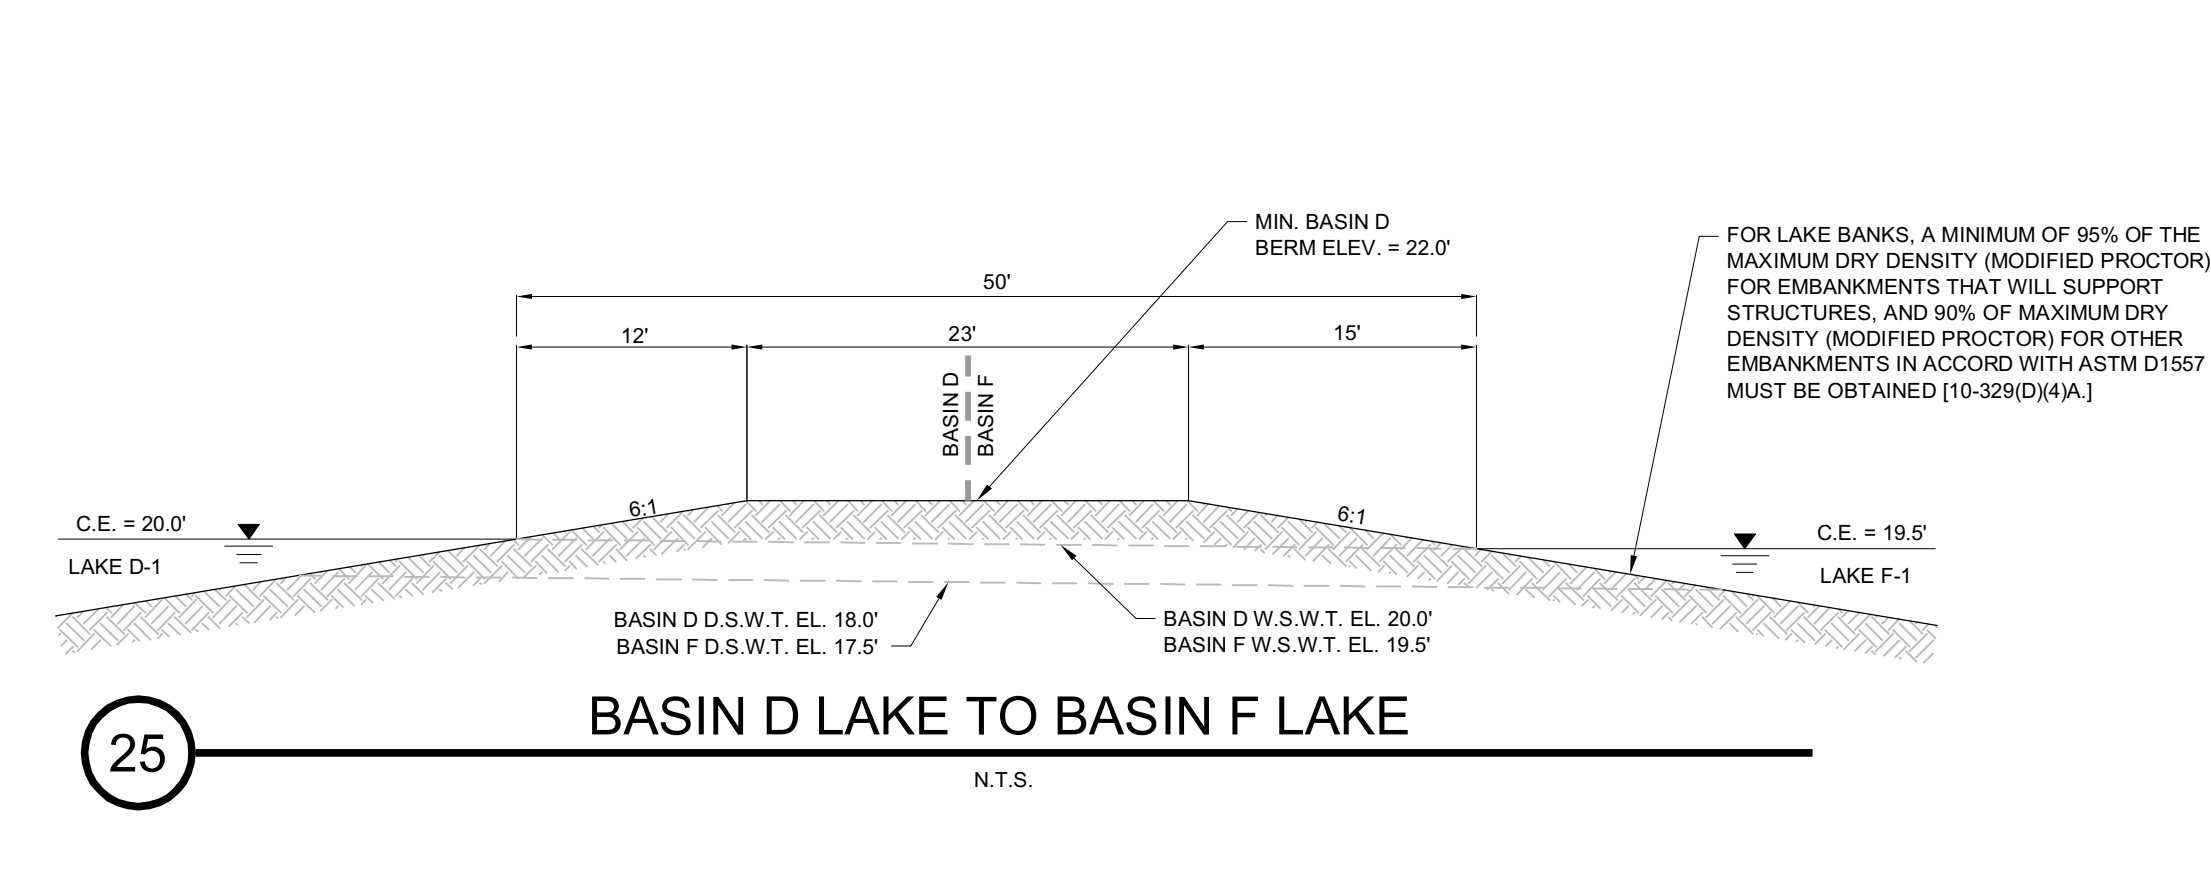 MIN. BASIN D
BERM ELEV. = 22.0'
FOR LAKE BANKS, A MINIMUM OF 95% OF THE
MAXIMUM DRY DENSITY (MODIFIED PROCTOR)
FOR EMBANKMENTS THAT WILL SUPPORT
STRUCTURES, AND 90% OF MAXIMUM DRY
DENSITY (MODIFIED PROCTOR) FOR OTHER
EMBANKMENTS IN ACCORD WITH ASTM D1557
MUST BE OBTAINED [10-329(D)(4)A.]
50'
12'
23'
15'
BASIN D
BASIN F
6:1
6:1
C.E. = 20.0'
LAKE D-1
C.E. = 19.5'
LAKE F-1
BASIN D D.S.W.T. EL. 18.0'
BASIN F D.S.W.T. EL. 17.5'
BASIN D W.S.W.T. EL. 20.0'
BASIN F W.S.W.T. EL. 19.5'
25
BASIN D LAKE TO BASIN F LAKE
N.T.S.